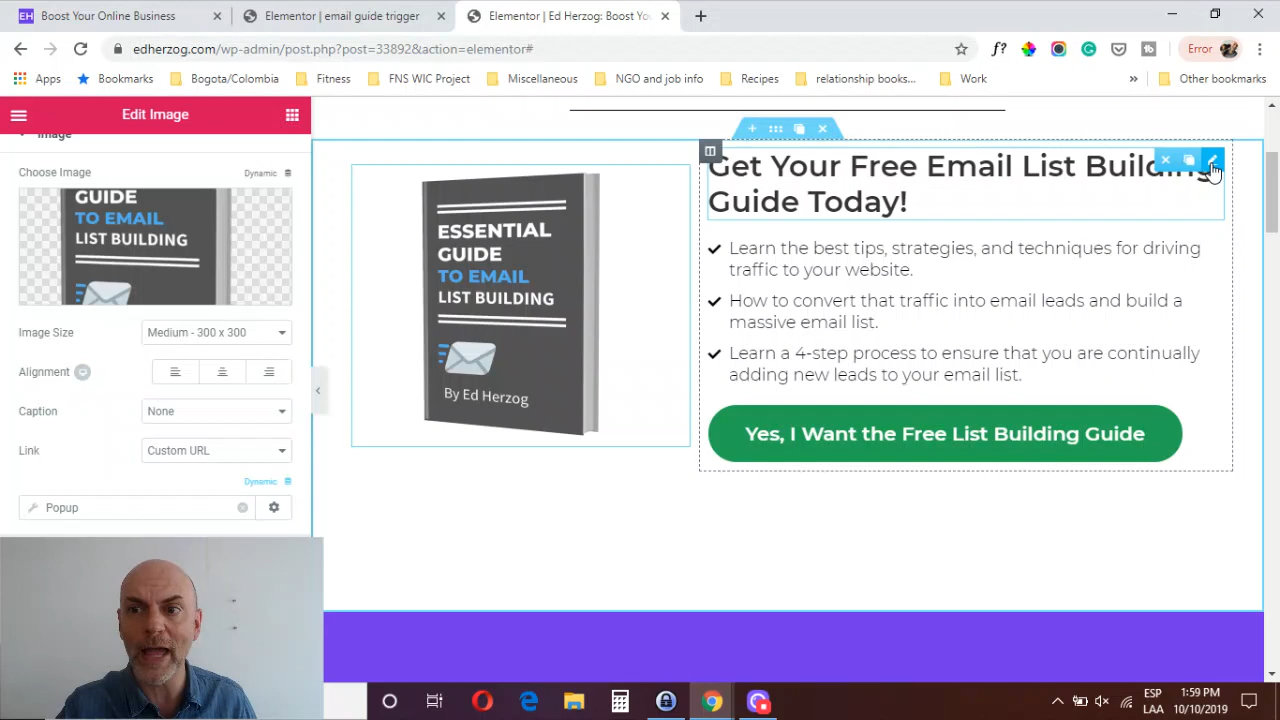 EH Boost Your Online Business
Elementor | email guide trigger
Elementor | Ed Herzog: Boost Yo
edherzog.com/wp-admin/post.php?post=33892&action=elementor#
f?
Error
Apps
Bookmarks
Bogota/Colombia
Fitness
FNS WIC Project
Miscellaneous
NGO and job info
Recipes
relationship books...
Work
»
Other bookmarks
Edit Image
Image
Choose Image
Dynamic
GUIDE
TO EMAIL
LIST BUILDING
Image Size
Medium - 300 x 300
Alignment
Caption
None
Link
Custom URL
Dynamic
Popup
ESSENTIAL
GUIDE
TO EMAIL
LIST BUILDING
By Ed Herzog
Get Your Free Email List Building
Guide Today!
Learn the best tips, strategies, and techniques for driving
traffic to your website.
How to convert that traffic into email leads and build a
massive email list.
Learn a 4-step process to ensure that you are continually
adding new leads to your email list.
Yes, I Want the Free List Building Guide
ESP
LAA
1:59 PM
10/10/2019